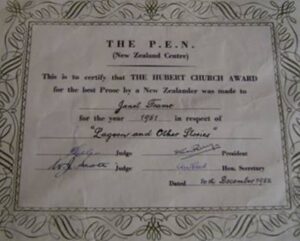 THE P.E.N.
(New Zealand Centre)
This is to certify that THE HUBERT CHURCH AWARD
for the best Prose by a New Zealander was made to
Janet Frame
for the year 1951 in respect of
"Lagoon and Other Stories"
Judge President
Judge Hon. Secretary
Dated December 1952